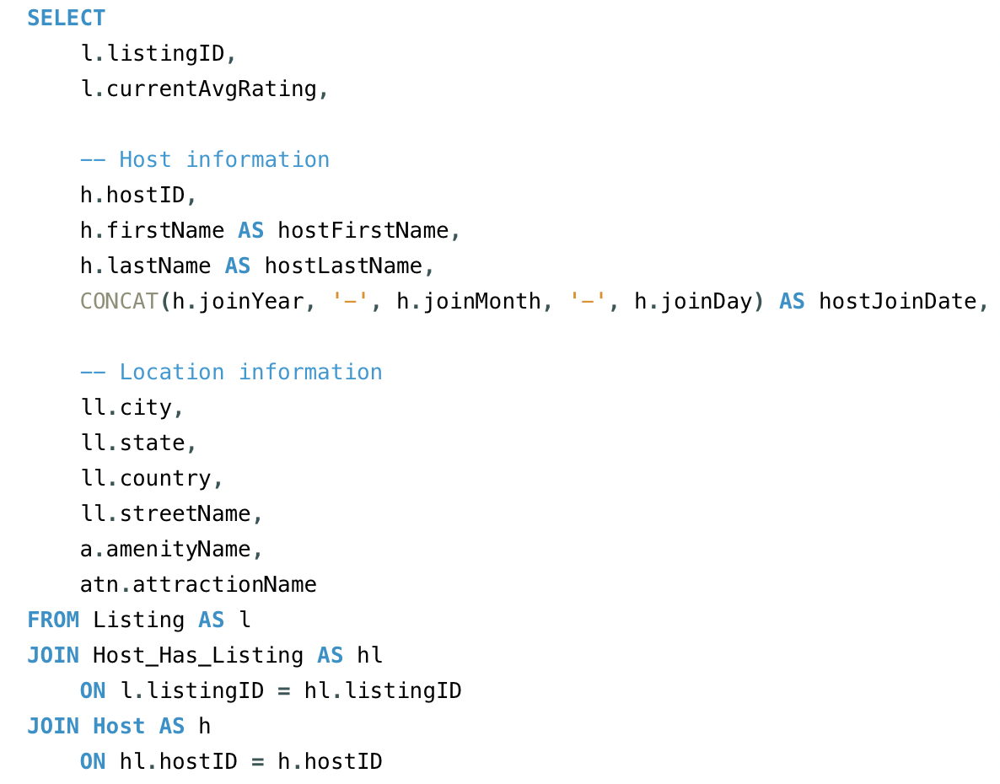 SELECT
    l.listingID,
    l.currentAvgRating,

    -- Host information
    h.hostID,
    h.firstName AS hostFirstName,
    h.lastName AS hostLastName,
    CONCAT(h.joinYear, '-', h.joinMonth, '-', h.joinDay) AS hostJoinDate,

    -- Location information
    ll.city,
    ll.state,
    ll.country,
    ll.streetName,
    a.amenityName,
    atn.attractionName
FROM Listing AS l
JOIN Host_Has_Listing AS hl
    ON l.listingID = hl.listingID
JOIN Host AS h
    ON hl.hostID = h.hostID